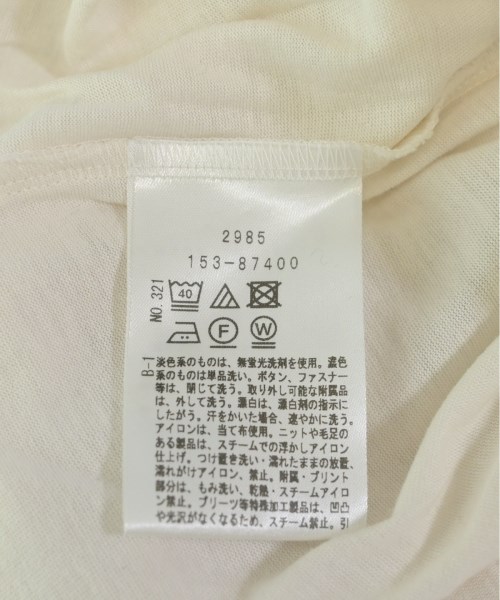 2985
153-87400
NO.321
40
F
W
B-1
淡色系のものは、無蛍光洗剤を使用。濃色
系のものは単品洗い。ボタン、ファスナー
等は、閉じて洗う。取り外し可能な附属品
は、外して洗う。漂白は、漂白剤の指示に
したがう。汗をかいた場合、速やかに洗う。
アイロンは、当て布使用。ニットや毛足の
ある製品は、スチームでの浮かしアイロン
仕上げ。つけ置き洗い・濡れたままの放置、
濡れがけアイロン、禁止。附属・プリント
部分は、もみ洗い、乾熱・スチームアイロ
ン禁止。プリーツ等特殊加工製品は、凹凸
や光沢がなくなるため、スチーム禁止。引